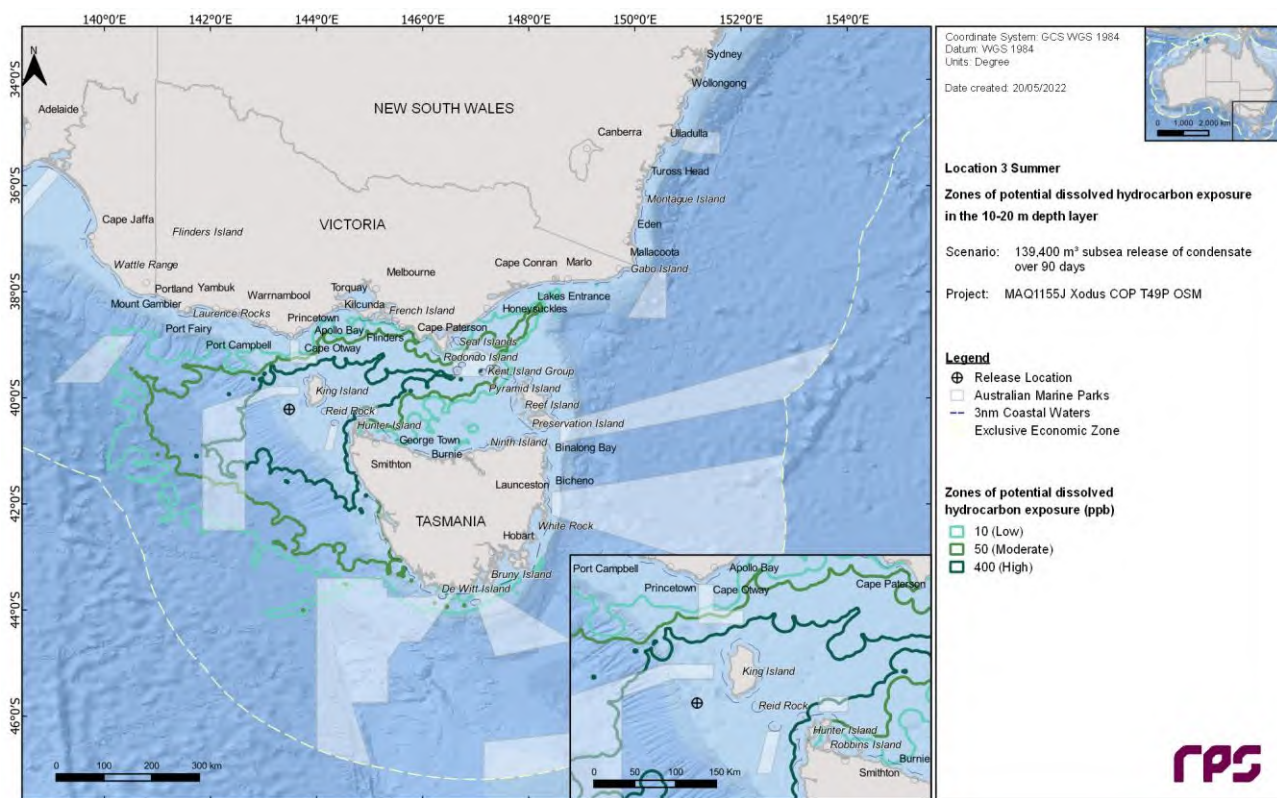 140°0'E 142°0'E 144°0'E 146°0'E 148°0'E 150°0'E 152°0'E 154°0'E
N
34°0'S
36°0'S
38°0'S
40°0'S
42°0'S
44°0'S
46°0'S
Sydney
Wollongong
Adelaide
NEW SOUTH WALES
Canberra
Ulladulla
Tuross Head
Montague Island
Cape Jaffa
Flinders Island
VICTORIA
Eden
Wattle Range
Melbourne
Cape Conran
Marlo
Mallacoota
Gabo Island
Portland
Yambuk
Torquay
Mount Gambier
Warrnambool
Kilcunda
Lakes Entrance
Laurence Rocks
Princetown
French Island
Honeysuckles
Port Fairy
Apollo Bay
Flinders
Cape Paterson
Port Campbell
Cape Otway
Seal Islands
Rodondo Island
Kent Island Group
King Island
Pyramid Island
Reid Rock
Reef Island
Hunter Island
Preservation Island
George Town
Ninth Island
Burnie
Binalong Bay
Smithton
Launceston
Bicheno
TASMANIA
White Rock
Hobart
Bruny Island
De Witt Island
0 100 200 300 km
Port Campbell
Apollo Bay
Princetown
Cape Otway
Cape Paterson
King Island
Reid Rock
Hunter Island
Robbins Island
Burnie
Smithton
0 50 100 150 Km
Coordinate System: GCS WGS 1984
Datum: WGS 1984
Units: Degree
Date created: 20/05/2022
0 1,000 2,000 km
Location 3 Summer
Zones of potential dissolved hydrocarbon exposure
in the 10-20 m depth layer
Scenario: 139,400 m³ subsea release of condensate
over 90 days
Project: MAQ1155J Xodus COP T49P OSM
Legend
Release Location
Australian Marine Parks
3nm Coastal Waters
Exclusive Economic Zone
Zones of potential dissolved
hydrocarbon exposure (ppb)
10 (Low)
50 (Moderate)
400 (High)
rps